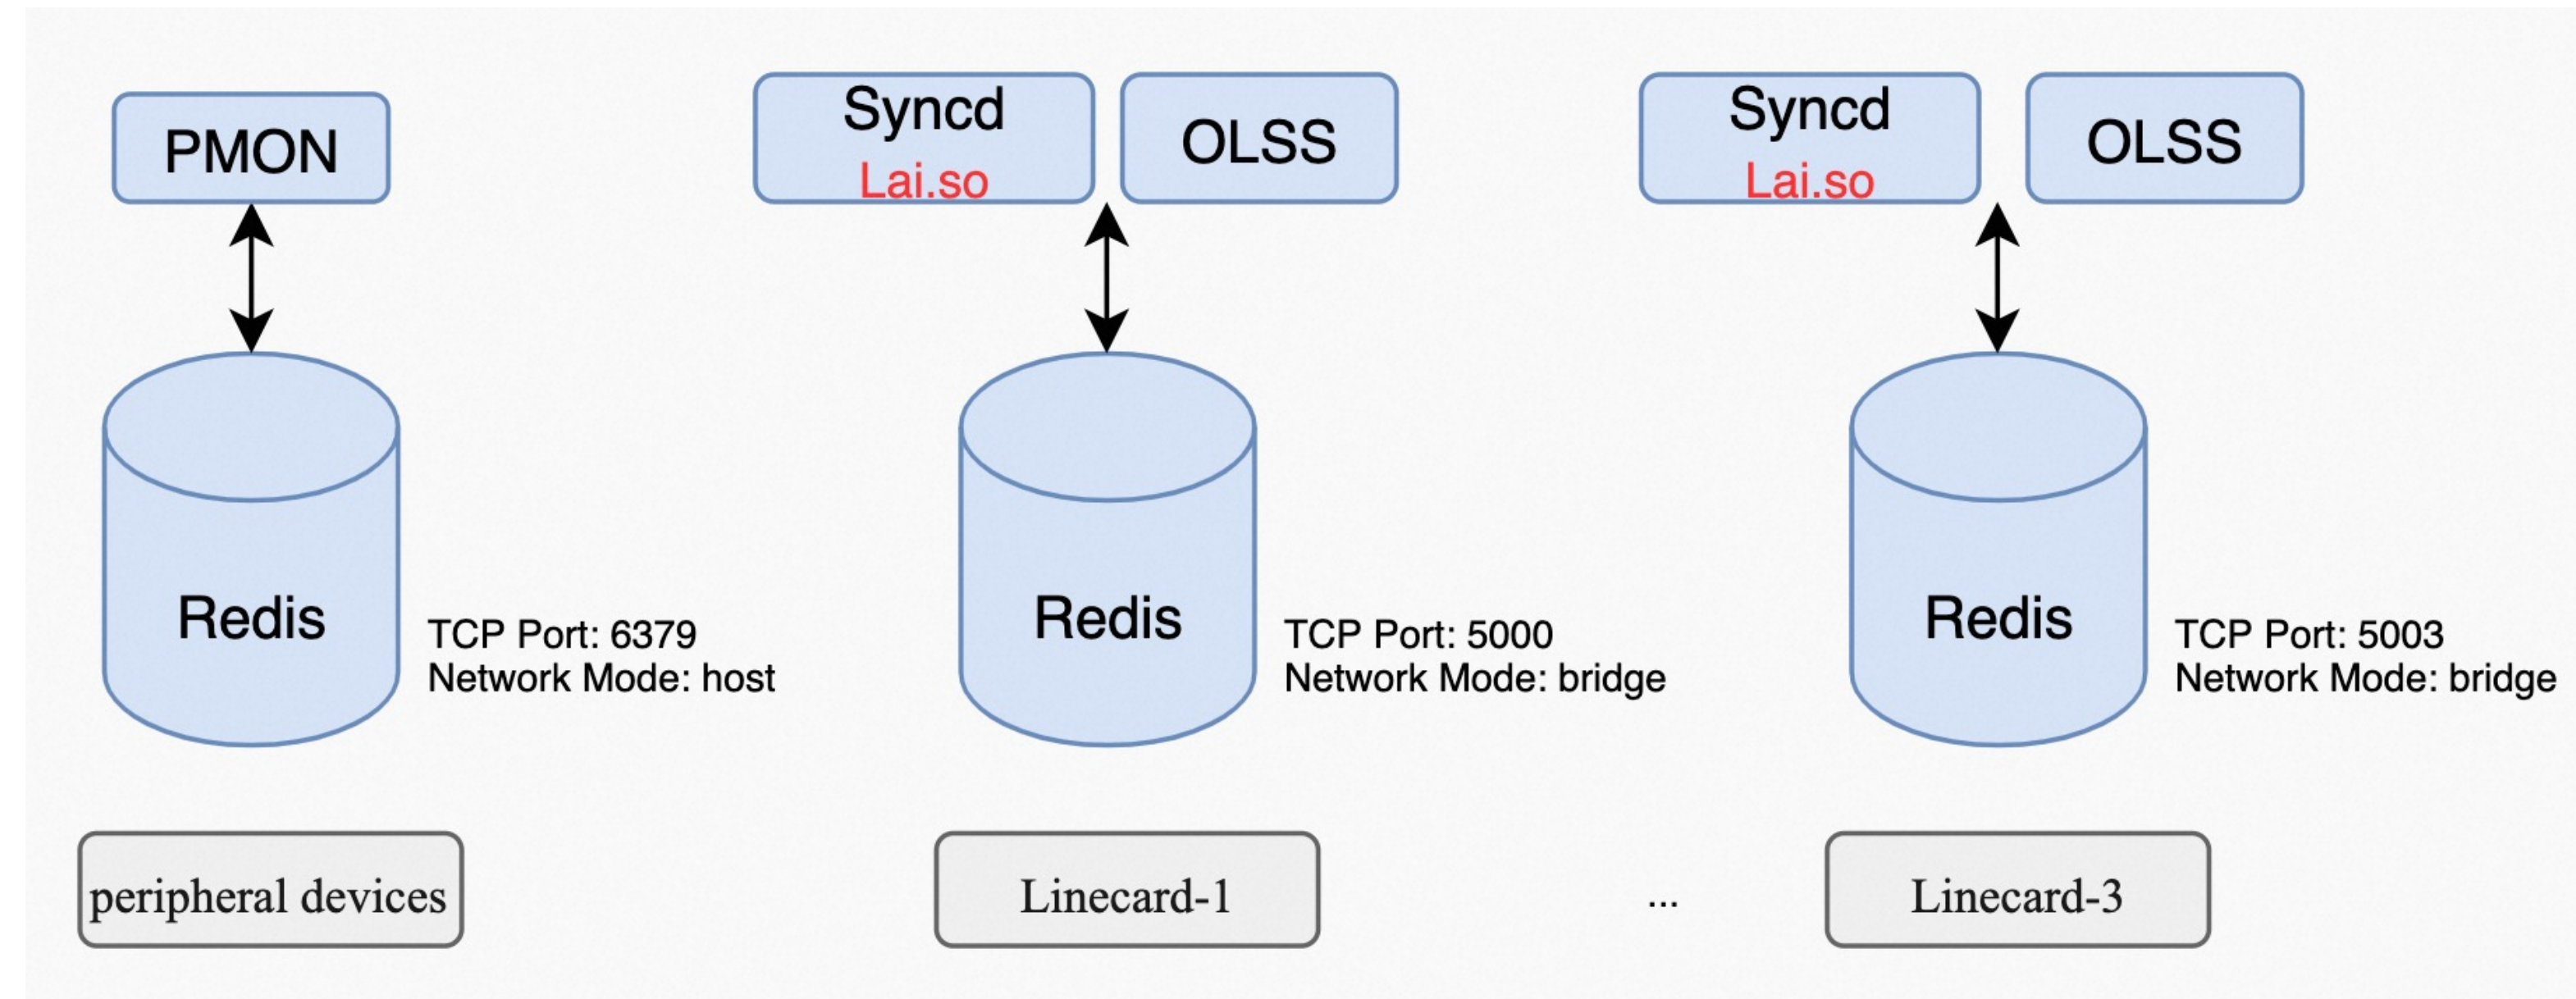 PMON
Syncd
Lai.so
OLSS
Syncd
Lai.so
OLSS
Redis
TCP Port: 6379
Network Mode: host
Redis
TCP Port: 5000
Network Mode: bridge
Redis
TCP Port: 5003
Network Mode: bridge
peripheral devices
Linecard-1
...
Linecard-3